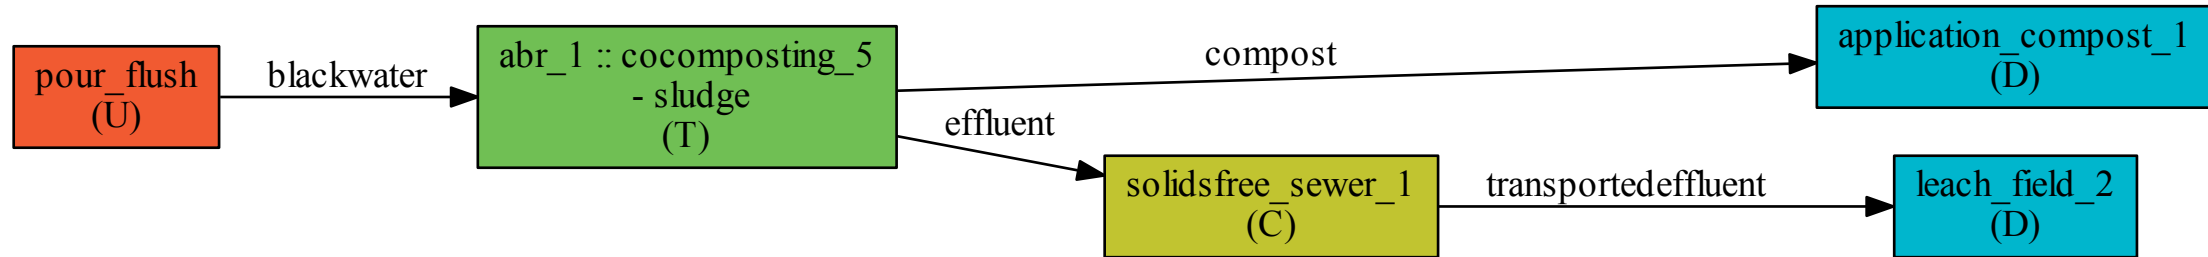 pour_flush
(U)
blackwater
abr_1 :: cocomposting_5
- sludge
(T)
compost
effluent
application_compost_1
(D)
solidsfree_sewer_1
(C)
transportedeffluent
leach_field_2
(D)